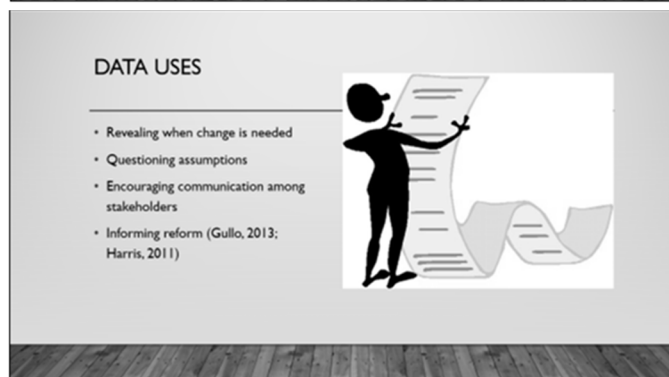 DATA USES
• Revealing when change is needed
• Questioning assumptions
• Encouraging communication among
stakeholders
• Informing reform (Gullo, 2013;
Harris, 2011)